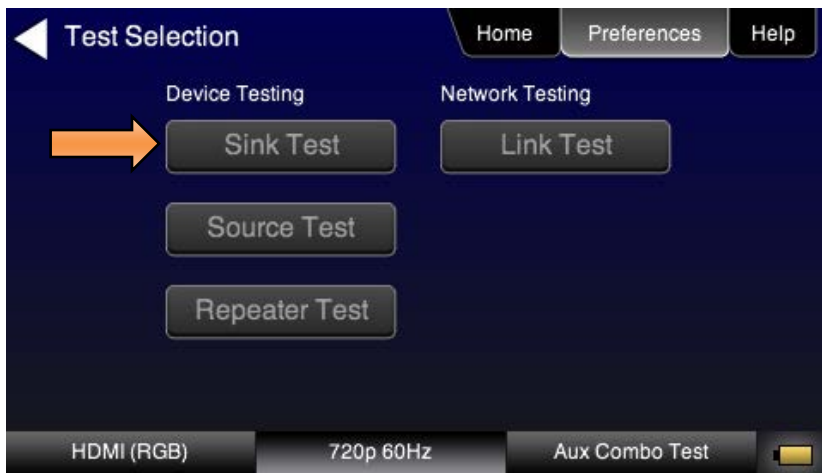 Test Selection
Home
Preferences
Help
Device Testing
Network Testing
Sink Test
Link Test
Source Test
Repeater Test
HDMI (RGB)
720p 60Hz
Aux Combo Test